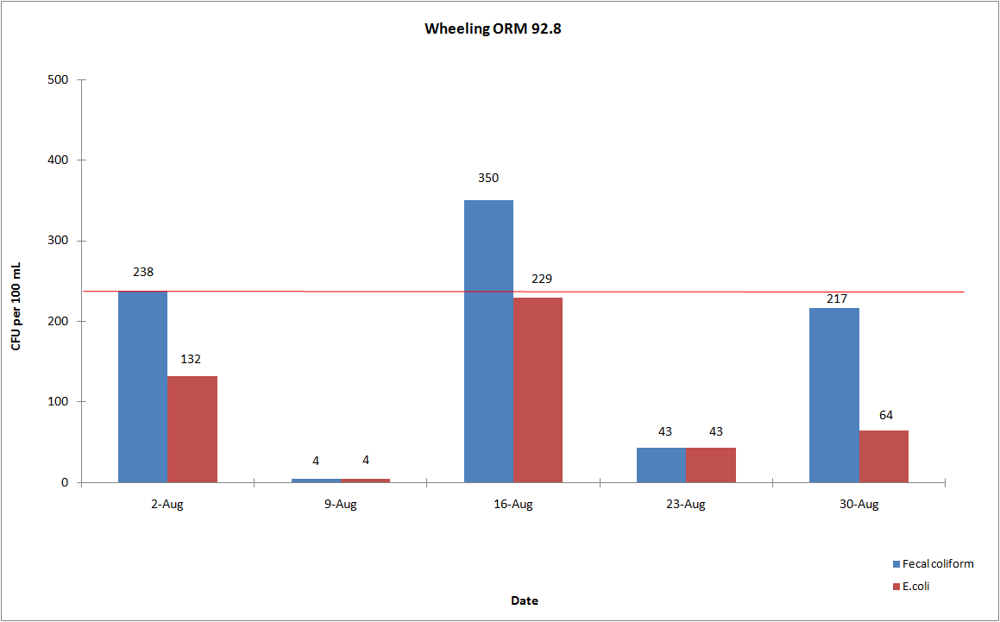 Wheeling ORM 92.8
500
400
300
200
100
0
CFU per 100 mL
238
132
4
4
350
229
43
43
217
64
2-Aug
9-Aug
16-Aug
23-Aug
30-Aug
Date
Fecal coliform
E.coli